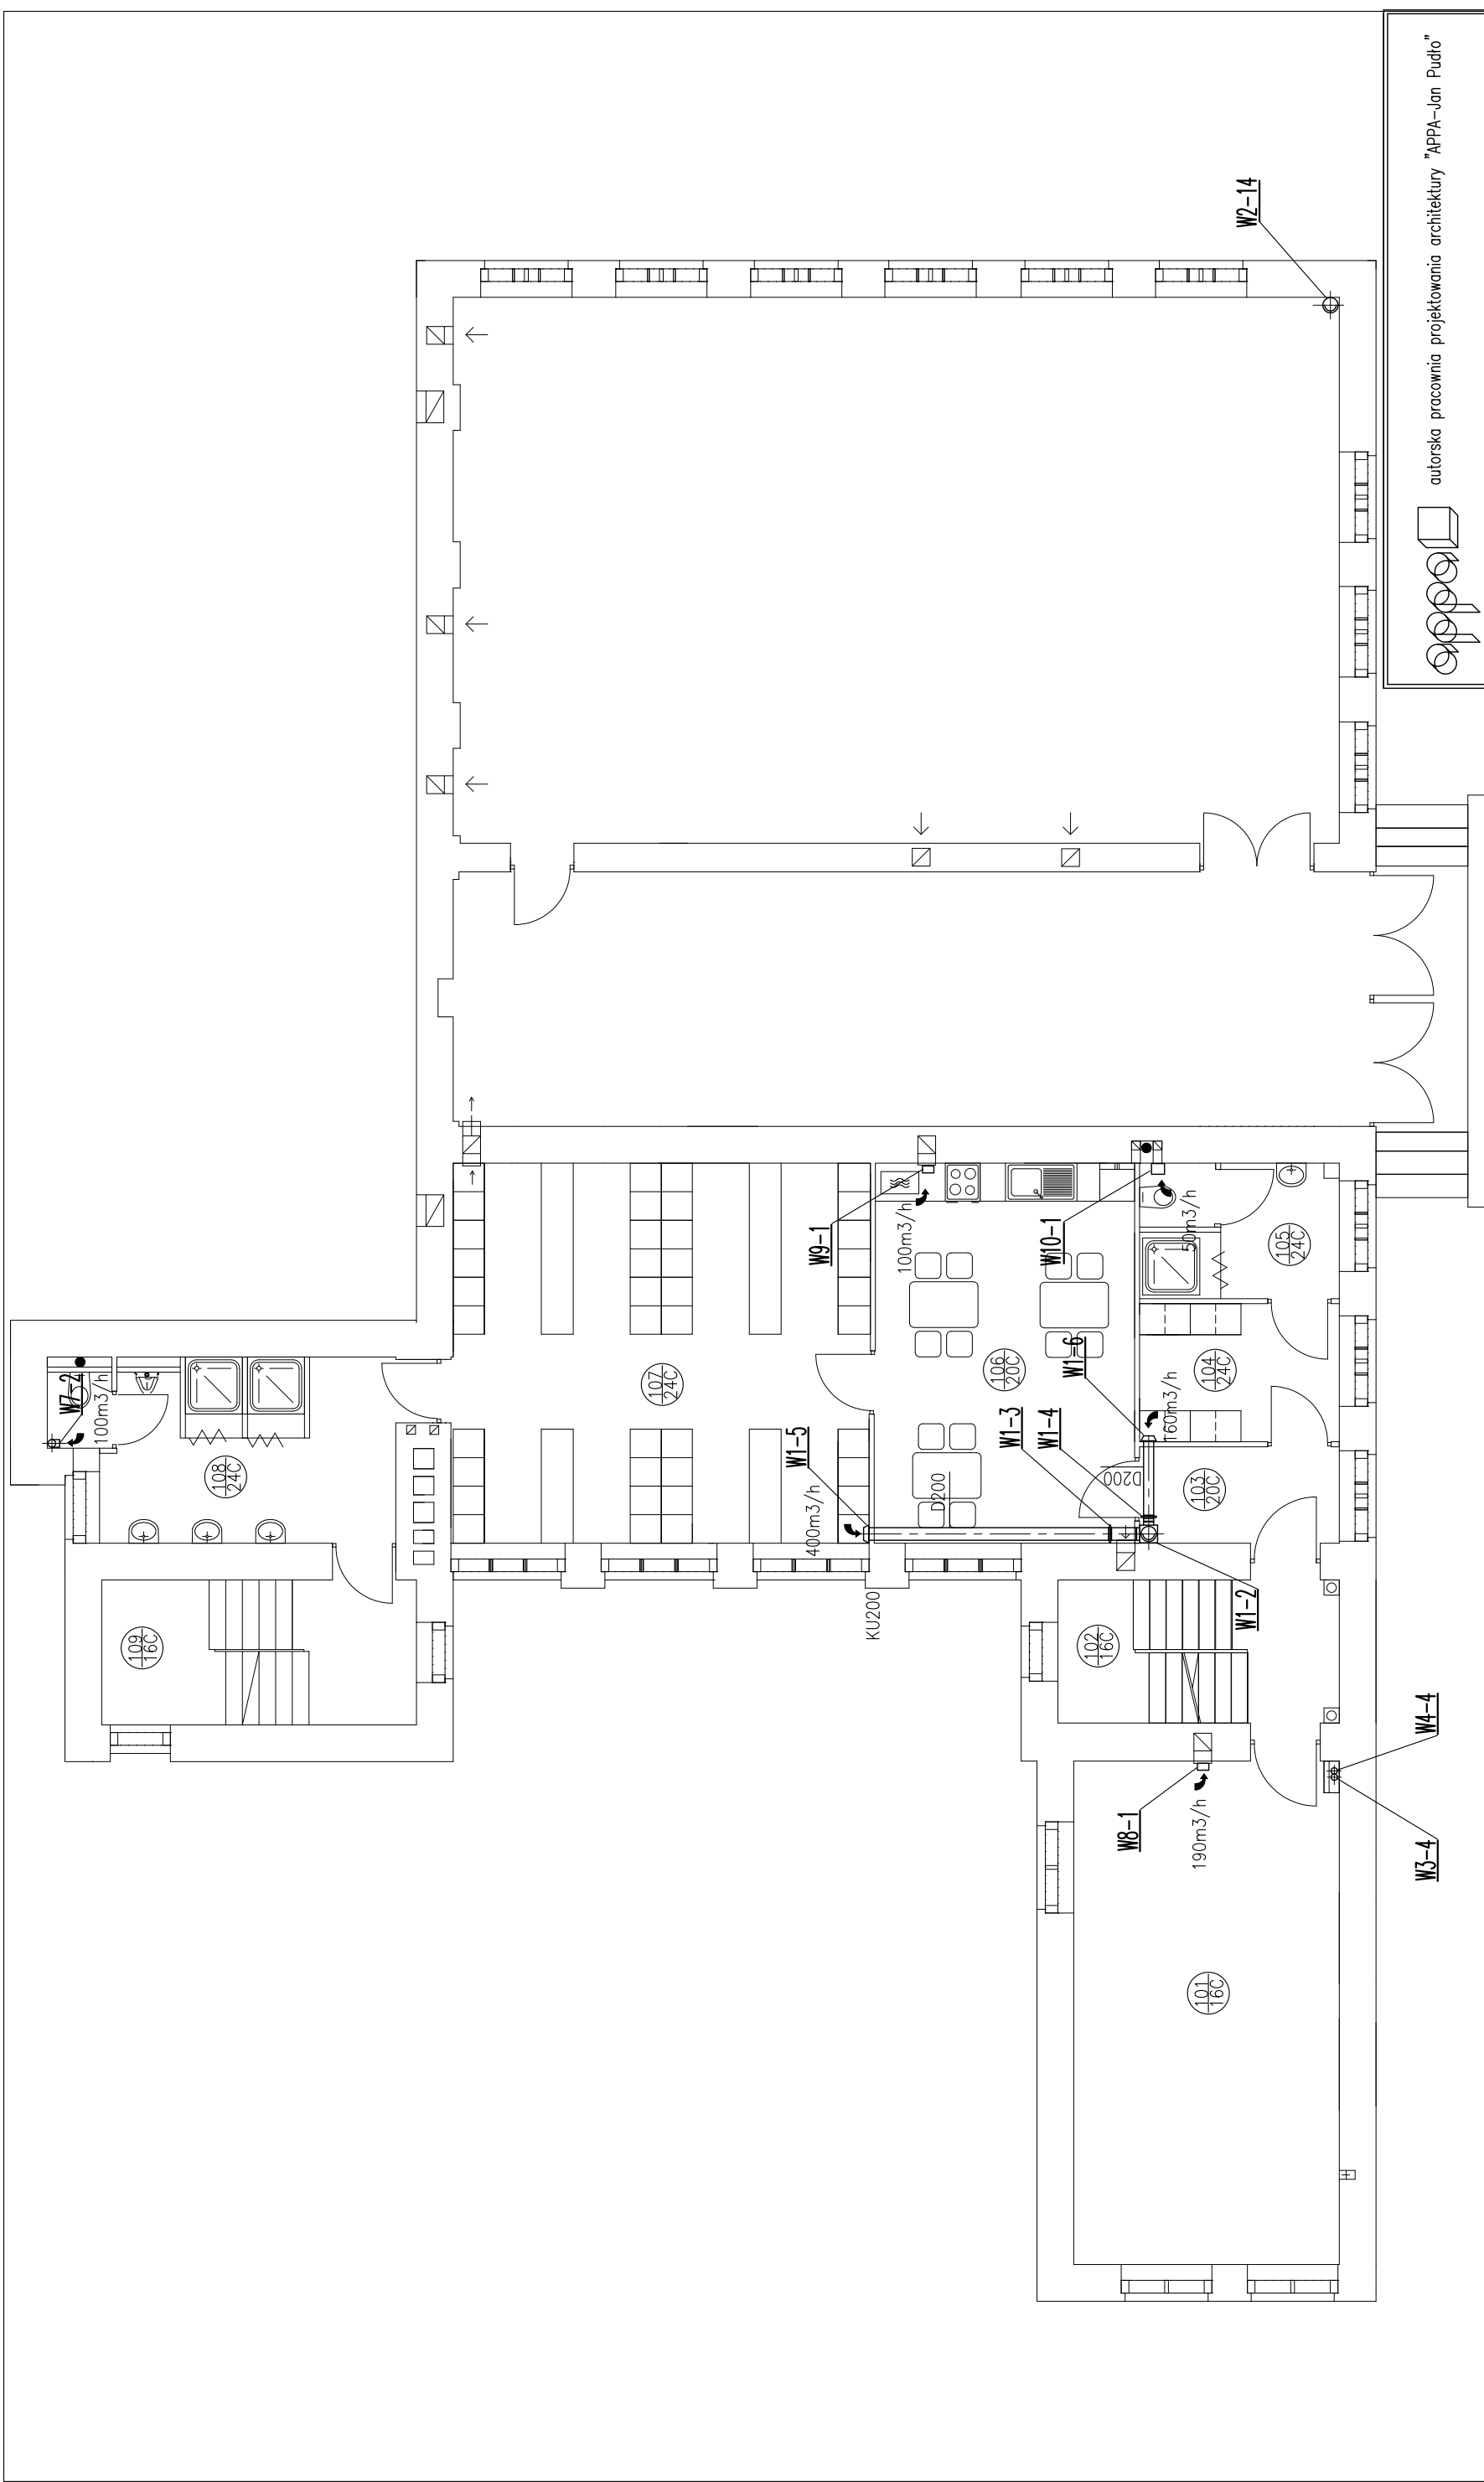 W7-2
100m3/h
108
24C
109
16C
107
24C
W1-5
400m3/h
KU200
W9-1
100m3/h
106
20C
D200
W1-3
W1-4
W1-6
D200
W10-1
50m3/h
105
24C
104
24C
160m3/h
103
20C
W1-2
102
16C
W8-1
190m3/h
101
16C
W3-4
W4-4
W2-14
appa
autorska pracownia projektowania architektury "APPA-Jan Pudło"